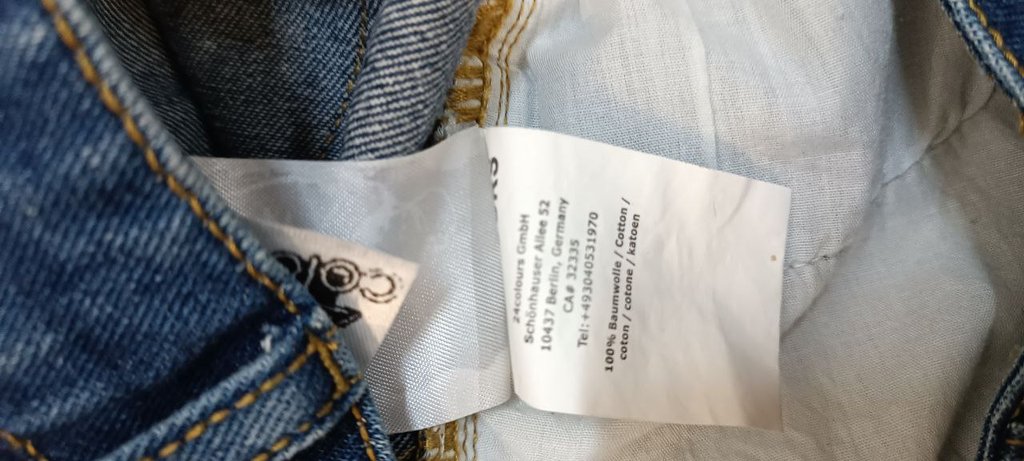 24colours GmbH
Schönhauser Allee 52
10437 Berlin, Germany
CA# 32335
Tel:+493040531970
100% Baumwolle / Cotton /
coton / cotone / katoen